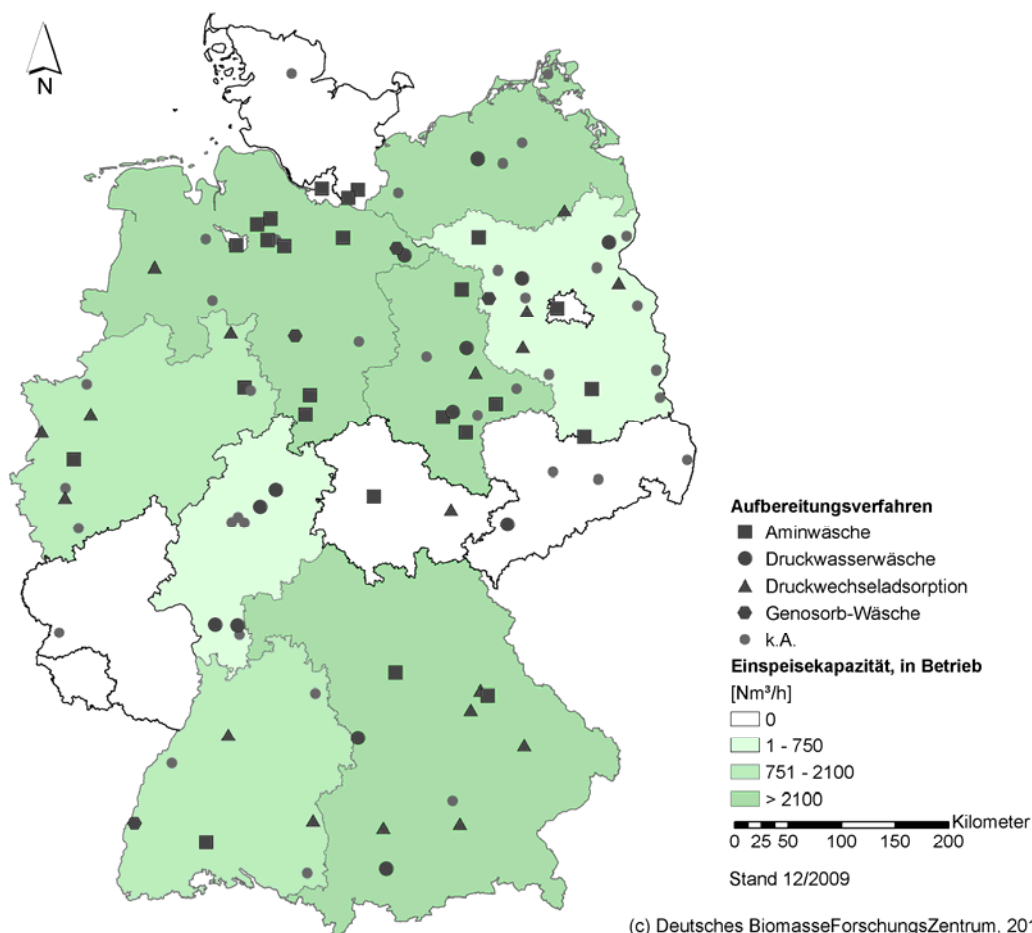 N
Aufbereitungsverfahren
Aminwäsche
Druckwasserwäsche
Druckwechseladsorption
Genosorb-Wäsche
k.A.
Einspeisekapazität, in Betrieb
[Nm³/h]
0
1 - 750
751 - 2100
> 2100
Kilometer
0 25 50 100 150 200
Stand 12/2009
(c) Deutsches BiomasseForschungsZentrum, 201